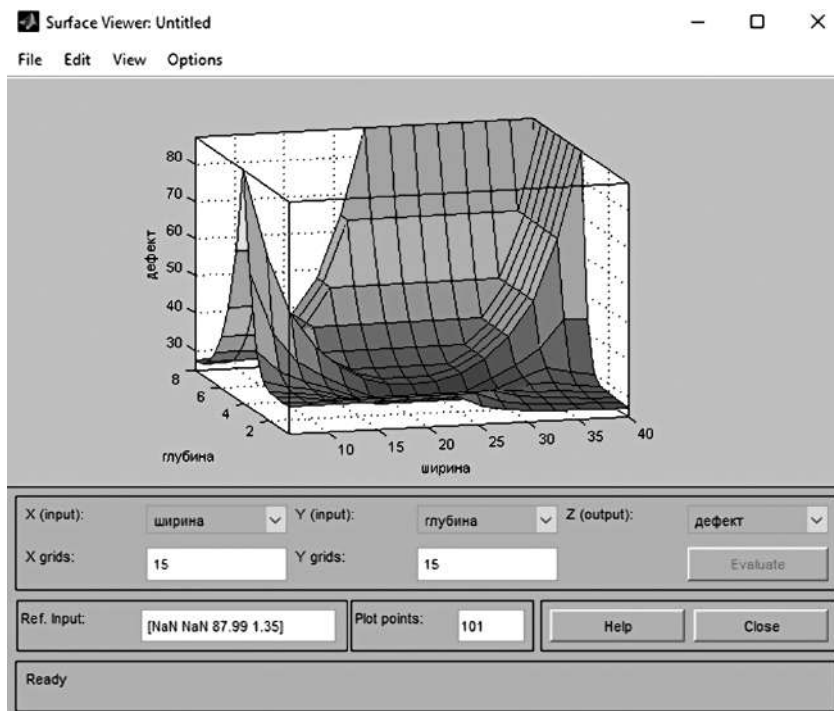 Surface Viewer: Untitled
File Edit View Options
80
70
60
50
40
30
дефект
8
6
4
2
глубина
10 15 20 25 30 35 40
ширина
X (input): ширина Y (input): глубина Z (output): дефект
X grids: 15 Y grids: 15 Evaluate
Ref. Input: [NaN NaN 87.99 1.35] Plot points: 101 Help Close
Ready